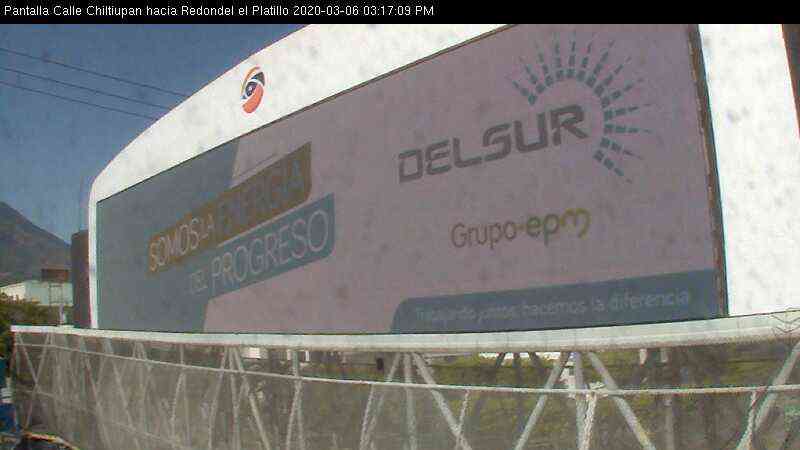 Pantalla Calle Chiltiupan hacia Redondel el Platillo 2020-03-06 03:17:09 PM
SOMOS LA ENERGÍA
DEL PROGRESO
DELSUR
Grupo·epm
Trabajando juntos, hacemos la diferencia